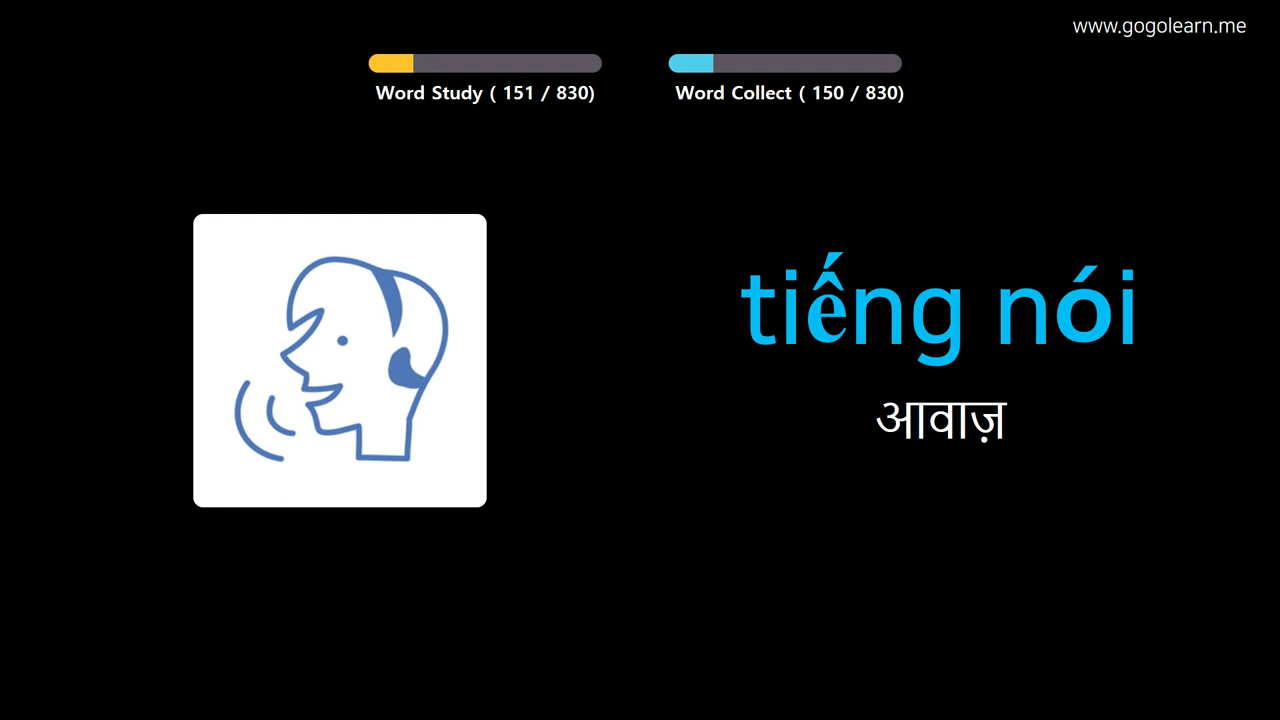 www.gogolearn.me
Word Study ( 151 / 830)
Word Collect ( 150 / 830)
tiếng nói
आवाज़